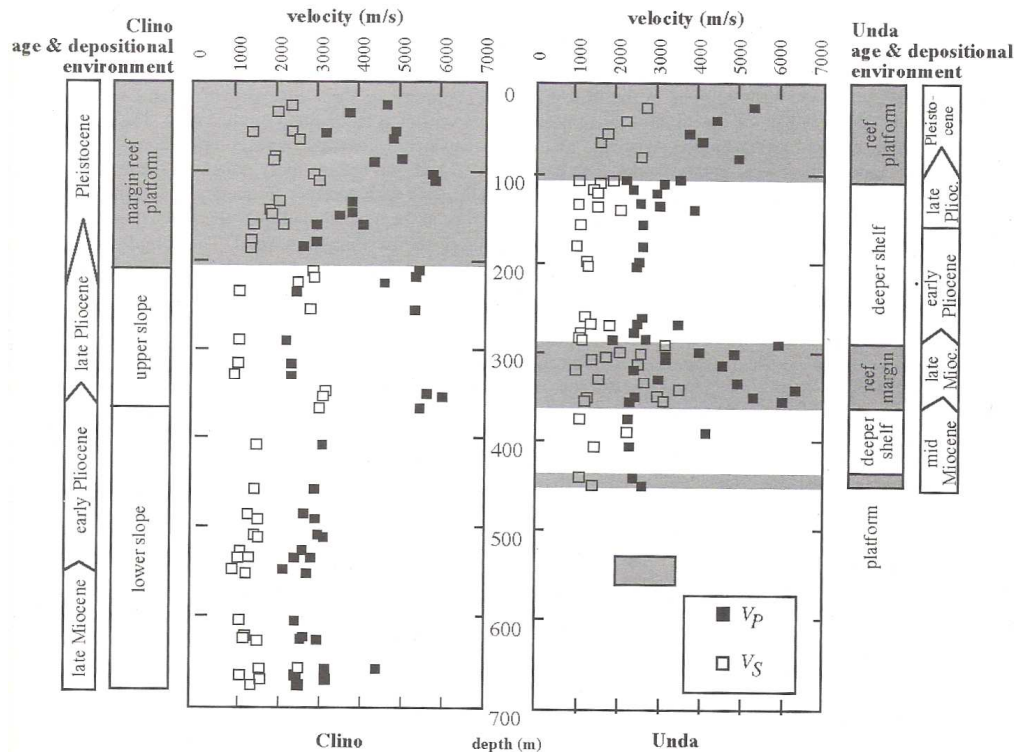 Clino
age & depositional
environment
velocity (m/s)
0
1000
2000
3000
4000
5000
6000
7000
velocity (m/s)
0
1000
2000
3000
4000
5000
6000
7000
Unda
age & depositional
environment
Pleistocene
late Pliocene
early Pliocene
late Miocene
margin reef
platform
upper slope
lower slope
0
100
200
300
400
500
600
700
reef
platform
deeper shelf
reef
margin
deeper
shelf
platform
Pleisto-
cene
late
Plioc.
early
Pliocene
late
Mioc.
mid
Miocene
VP
VS
Clino
depth (m)
Unda